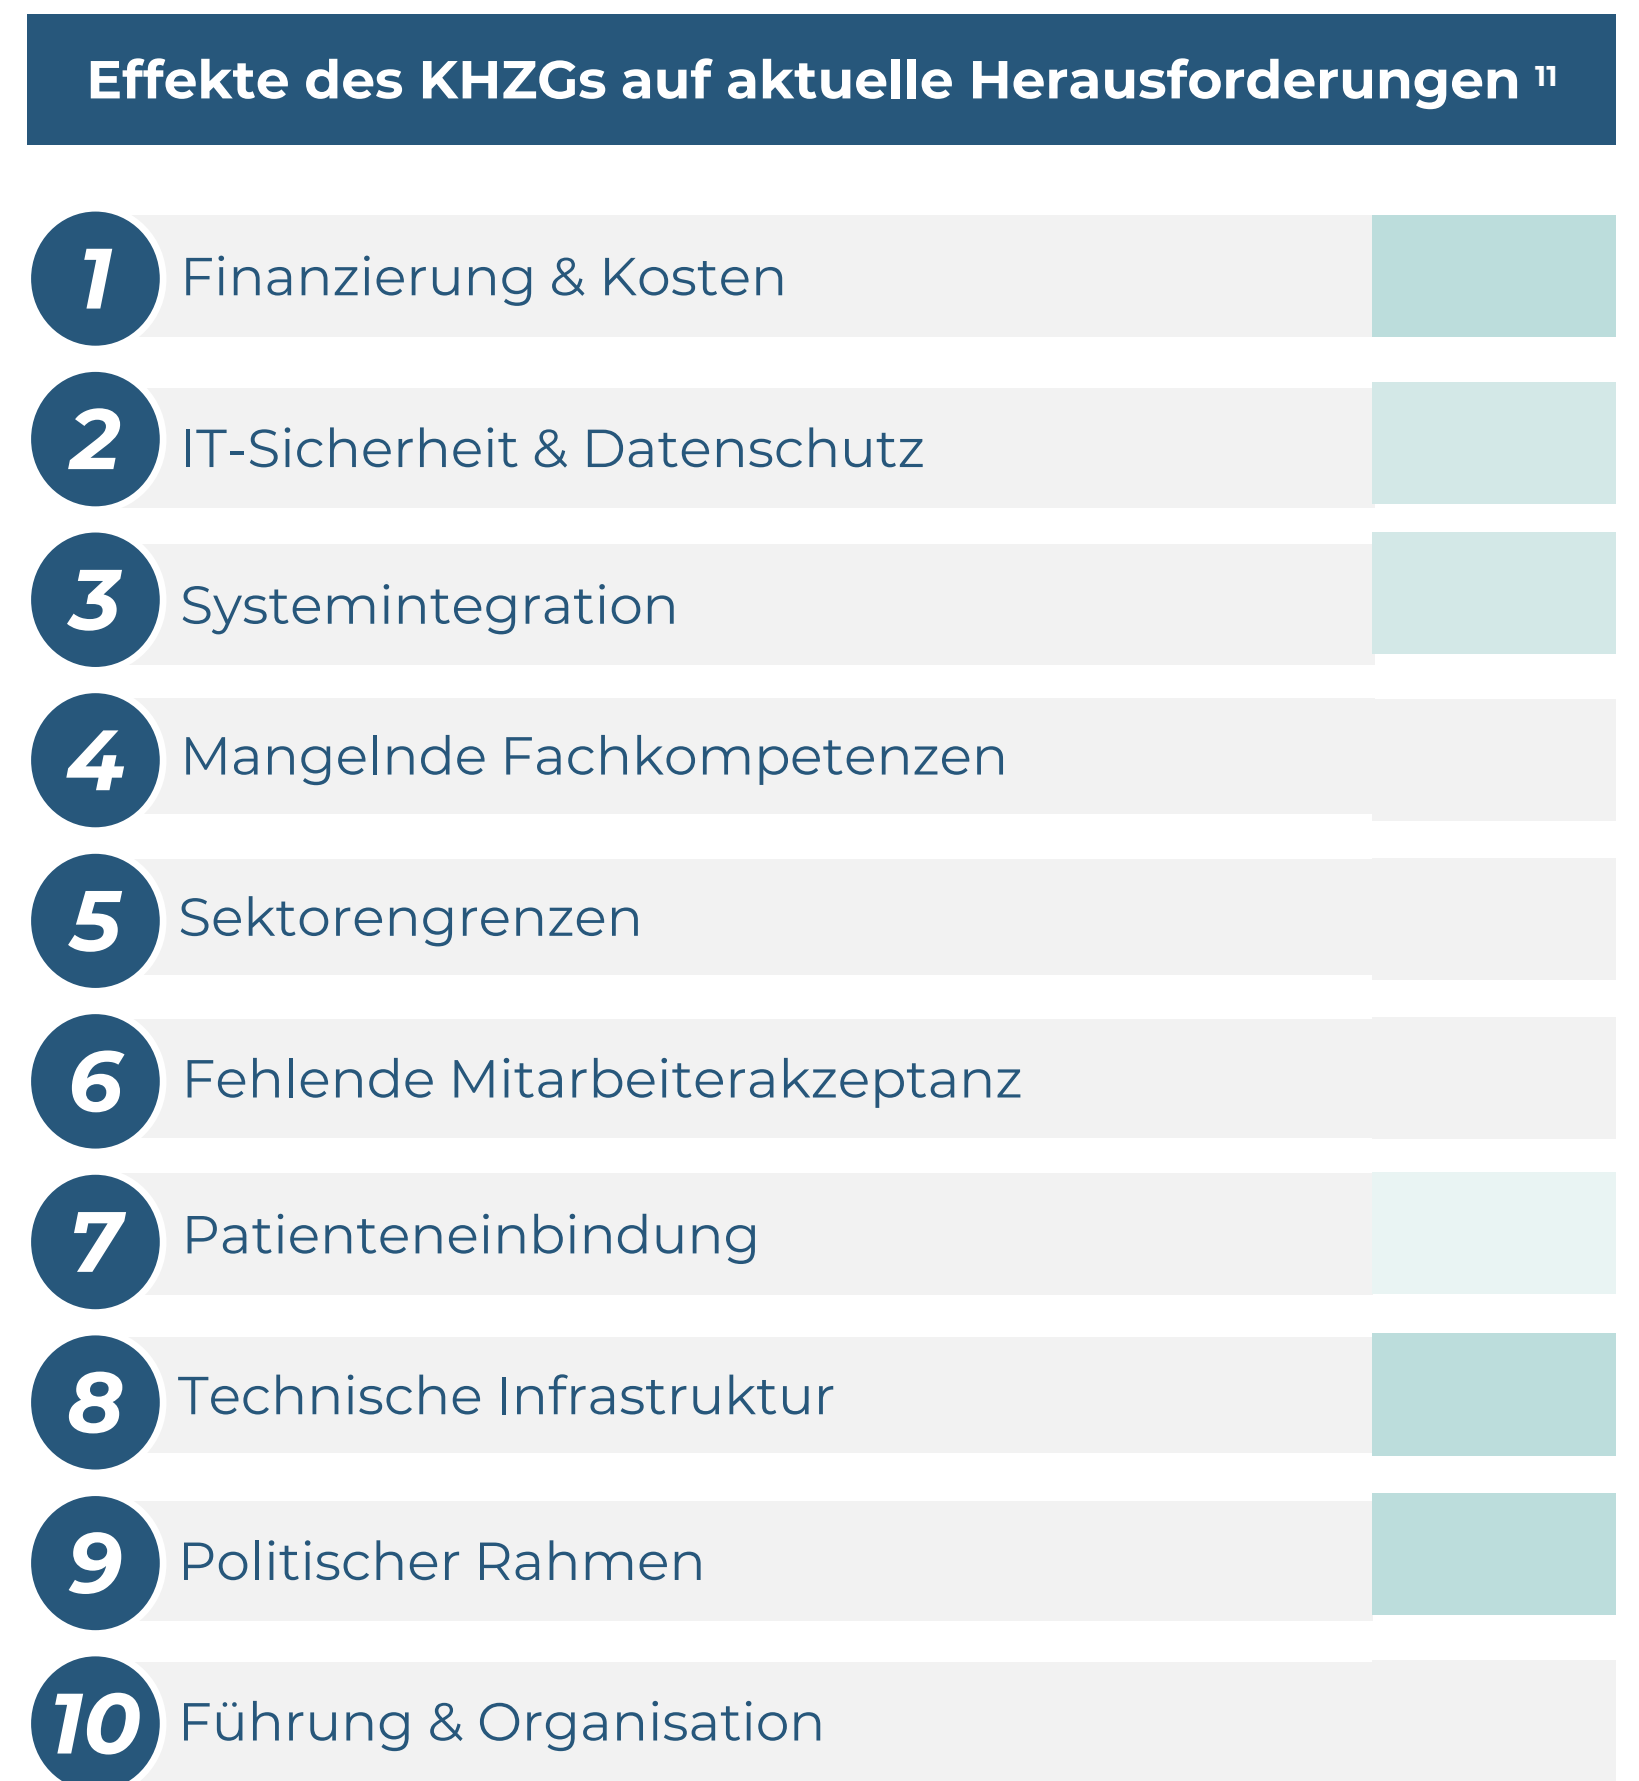 Effekte des KHZGs auf aktuelle Herausforderungen ¹¹
1 Finanzierung & Kosten
2 IT-Sicherheit & Datenschutz
3 Systemintegration
4 Mangelnde Fachkompetenzen
5 Sektorengrenzen
6 Fehlende Mitarbeiterakzeptanz
7 Patienteneinbindung
8 Technische Infrastruktur
9 Politischer Rahmen
10 Führung & Organisation